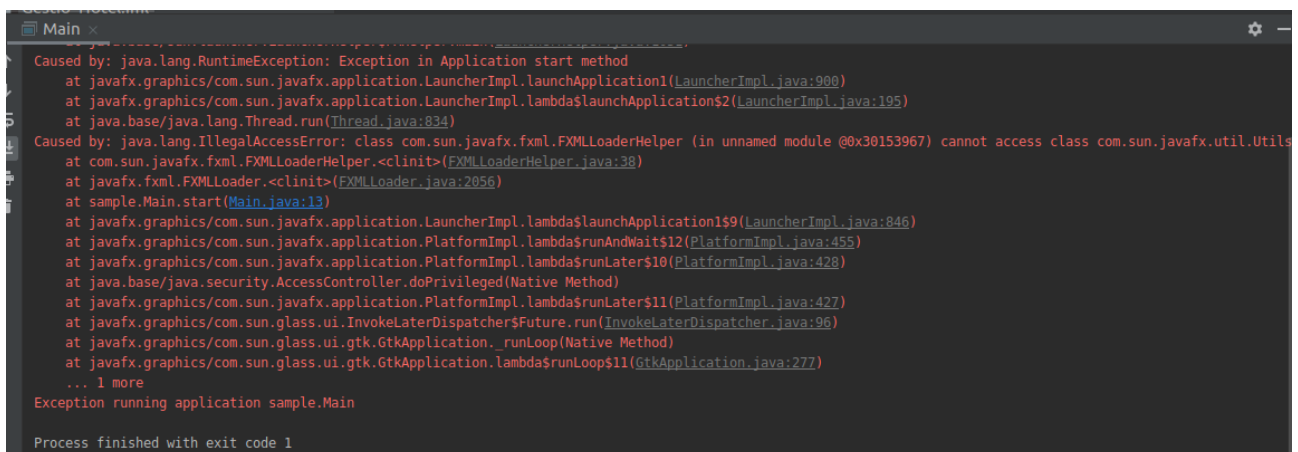 Main ×
Caused by: java.lang.RuntimeException: Exception in Application start method
at javafx.graphics/com.sun.javafx.application.LauncherImpl.launchApplication1(LauncherImpl.java:900)
at javafx.graphics/com.sun.javafx.application.LauncherImpl.lambda$launchApplication$2(LauncherImpl.java:195)
at java.base/java.lang.Thread.run(Thread.java:834)
Caused by: java.lang.IllegalAccessError: class com.sun.javafx.fxml.FXMLLoaderHelper (in unnamed module @0x30153967) cannot access class com.sun.javafx.util.Utils
at com.sun.javafx.fxml.FXMLLoaderHelper.<clinit>(FXMLLoaderHelper.java:38)
at javafx.fxml.FXMLLoader.<clinit>(FXMLLoader.java:2056)
at sample.Main.start(Main.java:13)
at javafx.graphics/com.sun.javafx.application.LauncherImpl.lambda$launchApplication1$9(LauncherImpl.java:846)
at javafx.graphics/com.sun.javafx.application.PlatformImpl.lambda$runAndWait$12(PlatformImpl.java:455)
at javafx.graphics/com.sun.javafx.application.PlatformImpl.lambda$runLater$10(PlatformImpl.java:428)
at java.base/java.security.AccessController.doPrivileged(Native Method)
at javafx.graphics/com.sun.javafx.application.PlatformImpl.lambda$runLater$11(PlatformImpl.java:427)
at javafx.graphics/com.sun.glass.ui.InvokeLaterDispatcher$Future.run(InvokeLaterDispatcher.java:96)
at javafx.graphics/com.sun.glass.ui.gtk.GtkApplication._runLoop(Native Method)
at javafx.graphics/com.sun.glass.ui.gtk.GtkApplication.lambda$runLoop$11(GtkApplication.java:277)
... 1 more
Exception running application sample.Main
Process finished with exit code 1